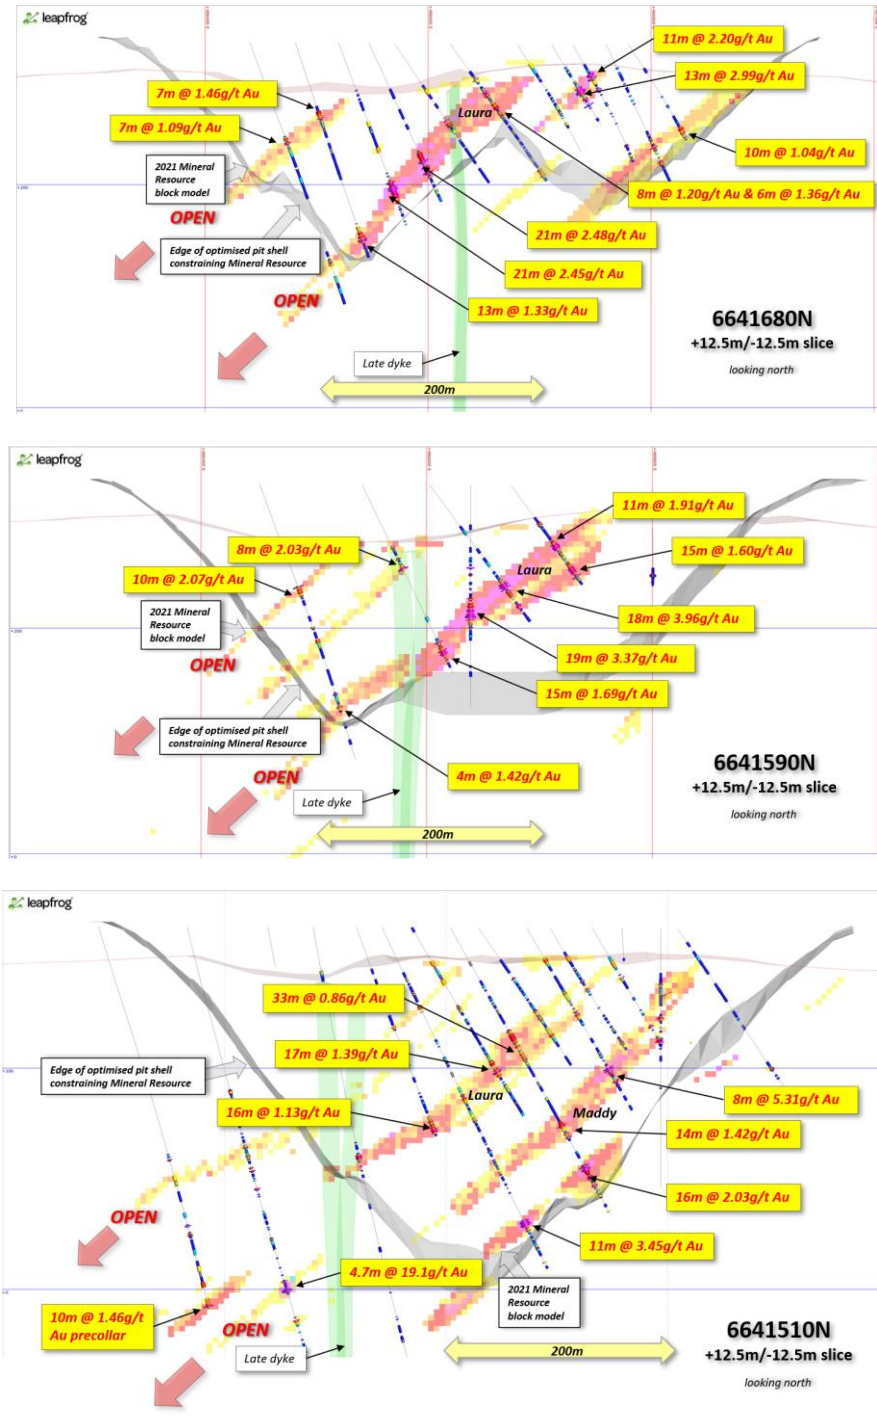 leapfrog
11m @ 2.20g/t Au
13m @ 2.99g/t Au
7m @ 1.46g/t Au
Laura
7m @ 1.09g/t Au
10m @ 1.04g/t Au
2021 Mineral
Resource
block model
8m @ 1.20g/t Au & 6m @ 1.36g/t Au
OPEN
21m @ 2.48g/t Au
Edge of optimised pit shell
constraining Mineral Resource
21m @ 2.45g/t Au
OPEN
13m @ 1.33g/t Au
6641680N
+12.5m/-12.5m slice
Late dyke
looking north
200m
leapfrog
11m @ 1.91g/t Au
8m @ 2.03g/t Au
15m @ 1.60g/t Au
10m @ 2.07g/t Au
Laura
2021 Mineral
Resource
block model
18m @ 3.96g/t Au
OPEN
19m @ 3.37g/t Au
15m @ 1.69g/t Au
Edge of optimised pit shell
constraining Mineral Resource
OPEN
4m @ 1.42g/t Au
6641590N
+12.5m/-12.5m slice
Late dyke
looking north
200m
leapfrog
33m @ 0.86g/t Au
17m @ 1.39g/t Au
Edge of optimised pit shell
constraining Mineral Resource
Laura
8m @ 5.31g/t Au
16m @ 1.13g/t Au
Maddy
14m @ 1.42g/t Au
16m @ 2.03g/t Au
OPEN
11m @ 3.45g/t Au
4.7m @ 19.1g/t Au
2021 Mineral
Resource
block model
10m @ 1.46g/t
Au precollar
OPEN
6641510N
Late dyke
200m
+12.5m/-12.5m slice
looking north